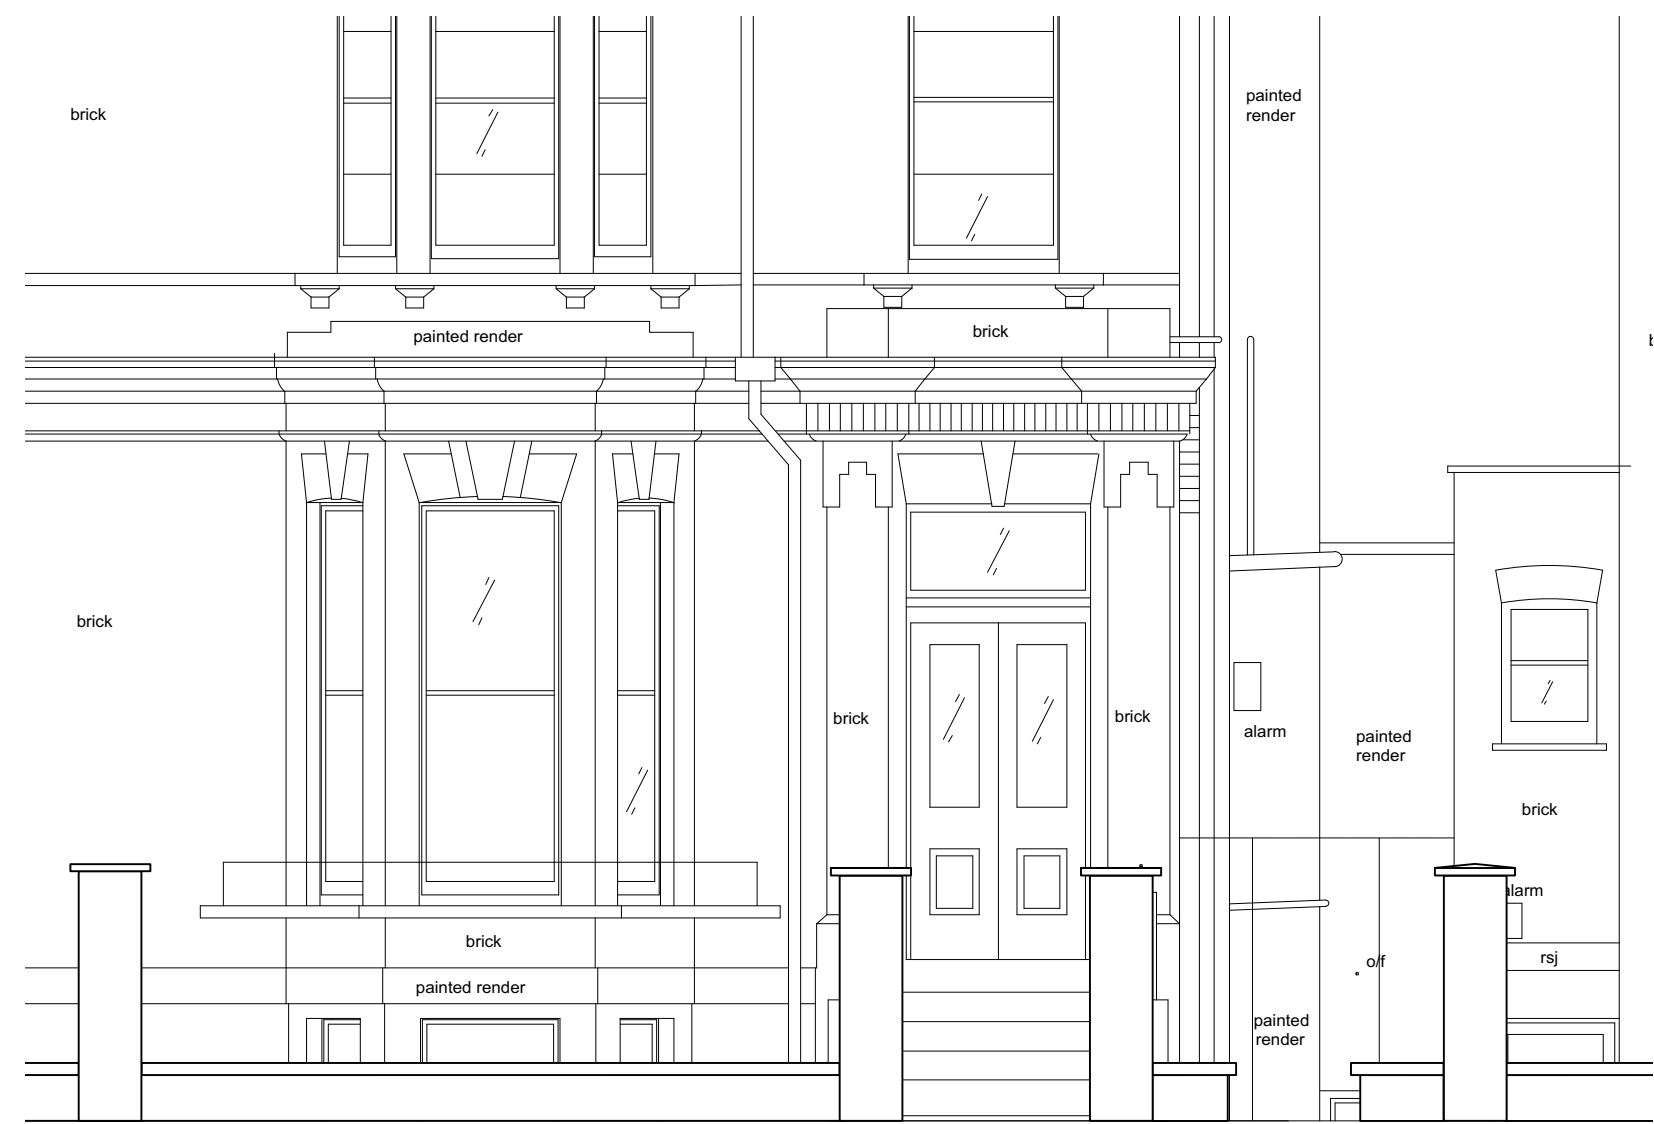 painted
render
brick
painted render
brick
brick
brick
brick
alarm
painted
render
brick
alarm
brick
rsj
o/f
painted render
painted
render